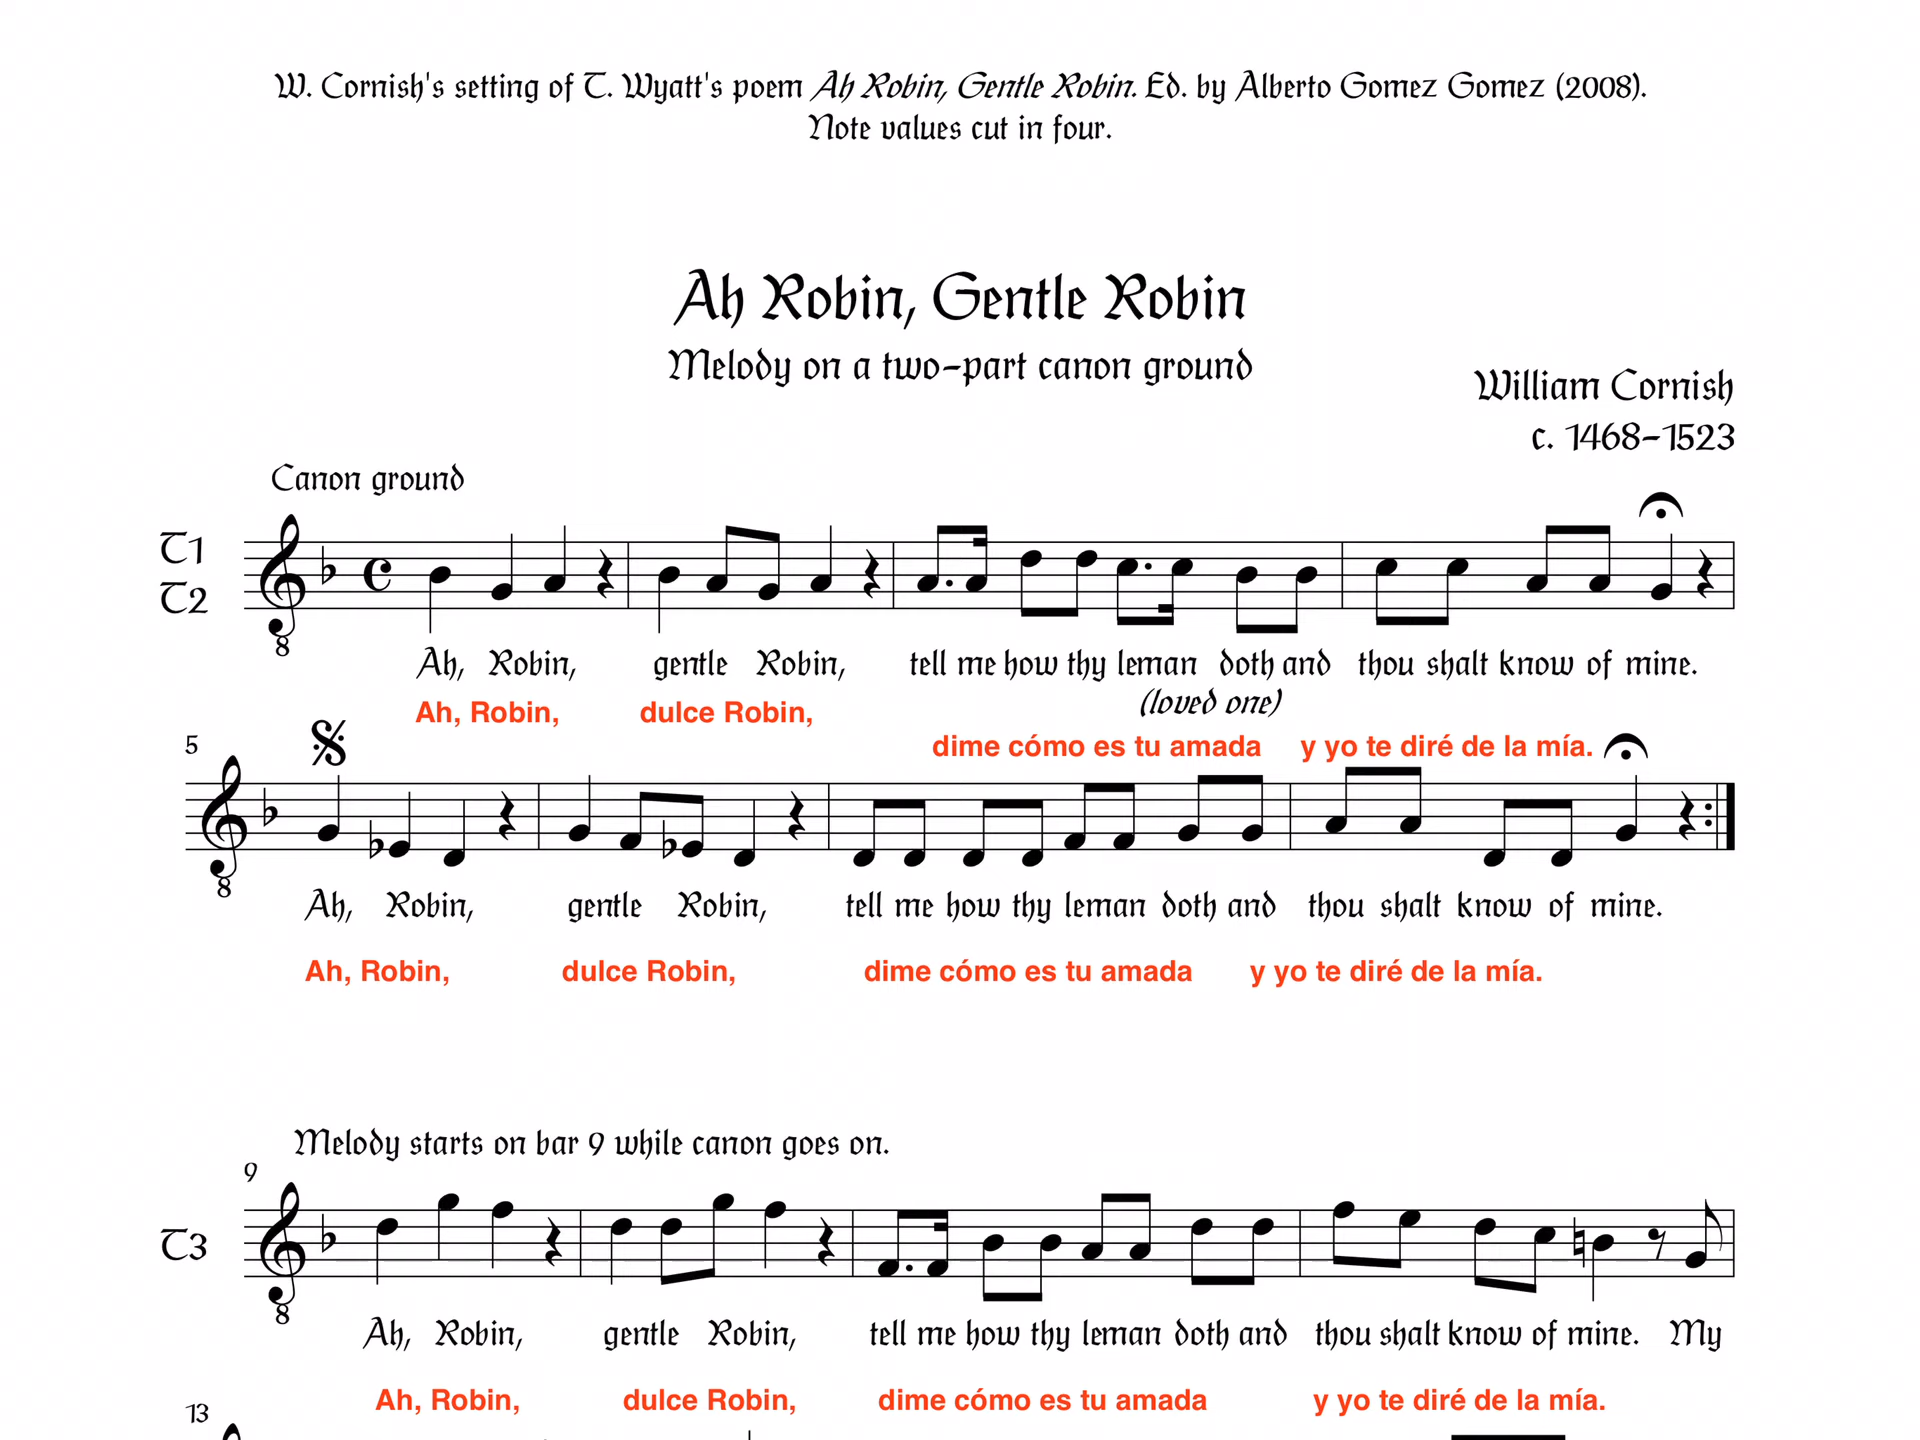 W. Cornish's setting of T. Wyatt's poem Ah Robin, Gentle Robin. Ed. by Alberto Gomez Gomez (2008).
Note values cut in four.
Ah Robin, Gentle Robin
Melody on a two-part canon ground
William Cornish
c. 1468-1523
Canon ground
T1
T2
8
Ah, Robin, gentle Robin, tell me how thy leman doth and thou shalt know of mine.
(loved one)
Ah, Robin, dulce Robin,
dime cómo es tu amada y yo te diré de la mía.
5
8
Ah, Robin, gentle Robin, tell me how thy leman doth and thou shalt know of mine.
Ah, Robin, dulce Robin, dime cómo es tu amada y yo te diré de la mía.
Melody starts on bar 9 while canon goes on.
9
T3
8
Ah, Robin, gentle Robin, tell me how thy leman doth and thou shalt know of mine. My
Ah, Robin, dulce Robin, dime cómo es tu amada y yo te diré de la mía.
13